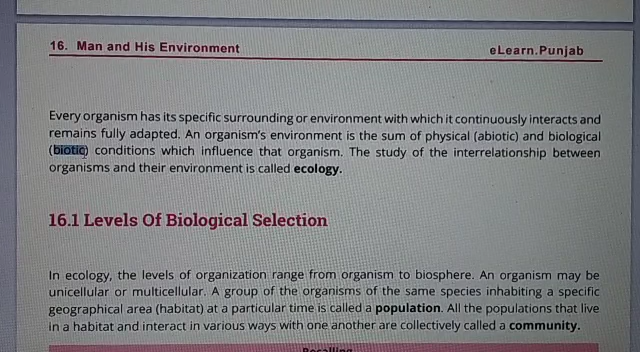 16. Man and His Environment
eLearn.Punjab
Every organism has its specific surrounding or environment with which it continuously interacts and
remains fully adapted. An organism's environment is the sum of physical (abiotic) and biological
(biotic) conditions which influence that organism. The study of the interrelationship between
organisms and their environment is called ecology.
16.1 Levels Of Biological Selection
In ecology, the levels of organization range from organism to biosphere. An organism may be
unicellular or multicellular. A group of the organisms of the same species inhabiting a specific
geographical area (habitat) at a particular time is called a population. All the populations that live
in a habitat and interact in various ways with one another are collectively called a community.
Recalling